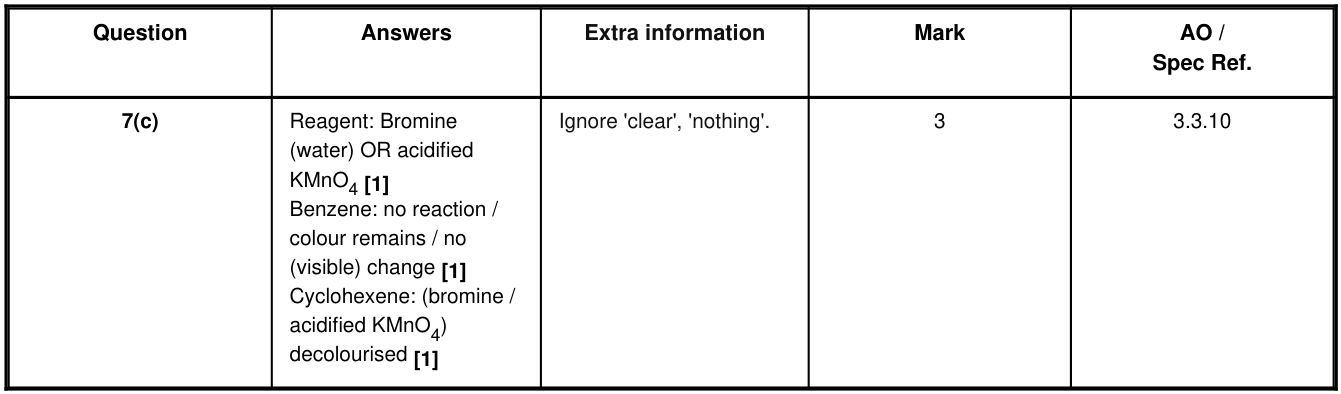 Question Answers Extra information Mark AO /
Spec Ref.
7(c) Reagent: Bromine Ignore 'clear', 'nothing'. 3 3.3.10
(water) OR acidified
KMnO4 [1]
Benzene: no reaction /
colour remains / no
(visible) change [1]
Cyclohexene: (bromine /
acidified KMnO4)
decolourised [1]